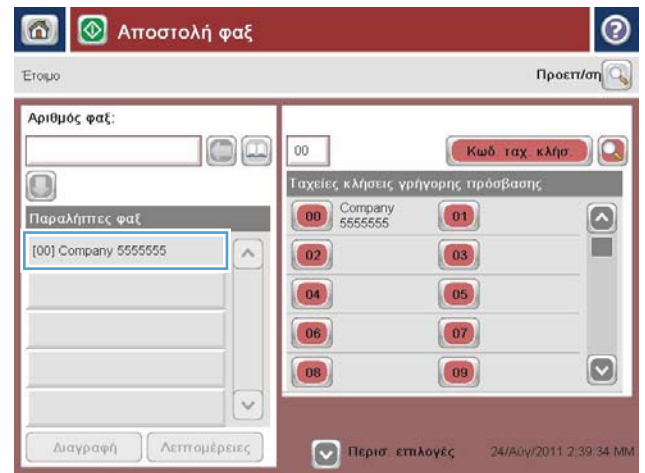 Αποστολή φαξ
Έτοιμο
Προεπ/ση
Αριθμός φαξ:
00
Κωδ. ταχ. κλήσ.
Ταχείες κλήσεις γρήγορης πρόσβασης
Παραλήπτες φαξ
[00] Company 5555555
00 Company 5555555 01
02 03
04 05
06 07
08 09
Διαγραφή Λεπτομέρειες
Περισ. επιλογές
24/Αύγ/2011 2:39:34 ΜΜ